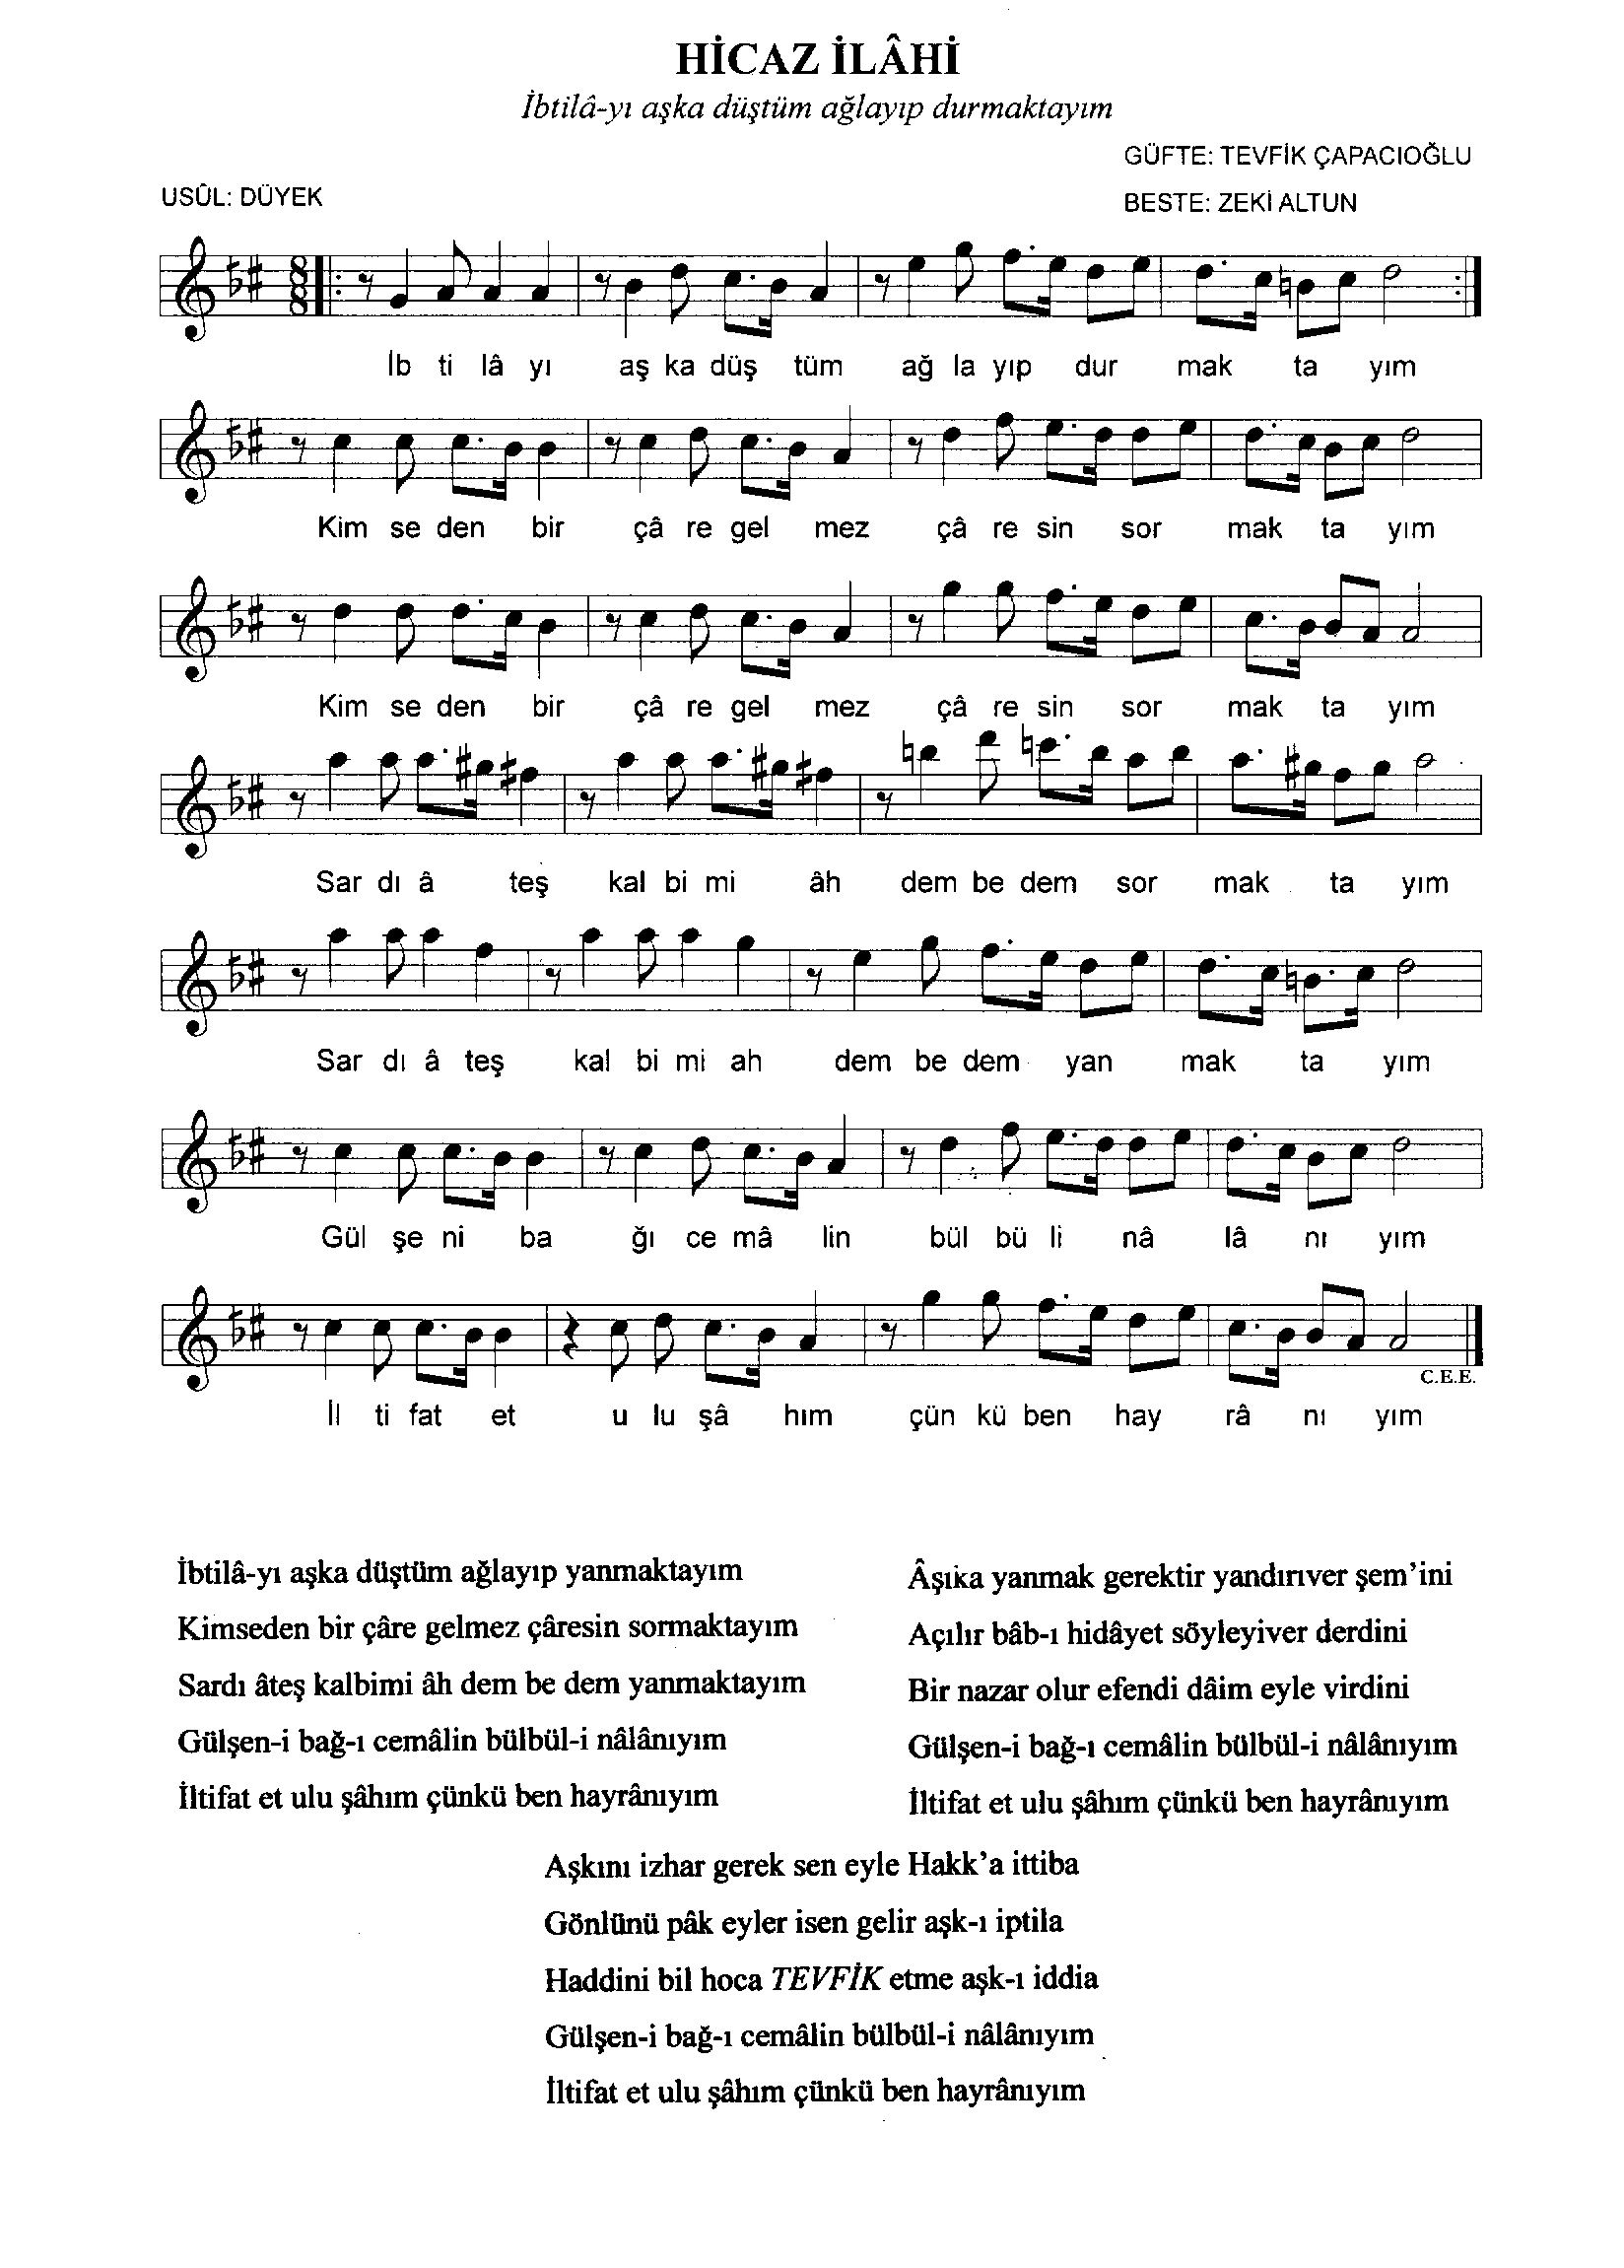 HİCAZ İLÂHİ
İbtilâ-yı aşka düştüm ağlayıp durmaktayım
GÜFTE: TEVFİK ÇAPACIOĞLU
USÛL: DÜYEK
BESTE: ZEKİ ALTUN
8
8
İb ti lâ yı aş ka düş tüm ağ la yıp dur mak ta yım
Kim se den bir çâ re gel mez çâ re sin sor mak ta yım
Kim se den bir çâ re gel mez çâ re sin sor mak ta yım
Sar dı â teş kal bi mi âh dem be dem sor mak ta yım
Sar dı â teş kal bi mi ah dem be dem yan mak ta yım
Gül şe ni ba ğı ce mâ lin bül bü li nâ lâ nı yım
C.E.E.
İl ti fat et u lu şâ hım çün kü ben hay râ nı yım
İbtilâ-yı aşka düştüm ağlayıp yanmaktayım
Kimseden bir çâre gelmez çâresin sormaktayım
Sardı âteş kalbimi âh dem be dem yanmaktayım
Gülşen-i bağ-ı cemâlin bülbül-i nâlânıyım
İltifat et ulu şâhım çünkü ben hayrânıyım
Âşıka yanmak gerektir yandırıver şem'ini
Açılır bâb-ı hidâyet söyleyiver derdini
Bir nazar olur efendi dâim eyle virdini
Gülşen-i bağ-ı cemâlin bülbül-i nâlânıyım
İltifat et ulu şâhım çünkü ben hayrânıyım
Aşkını izhar gerek sen eyle Hakk'a ittiba
Gönlünü pâk eyler isen gelir aşk-ı iptila
Haddini bil hoca TEVFİK etme aşk-ı iddia
Gülşen-i bağ-ı cemâlin bülbül-i nâlânıyım
İltifat et ulu şâhım çünkü ben hayrânıyım